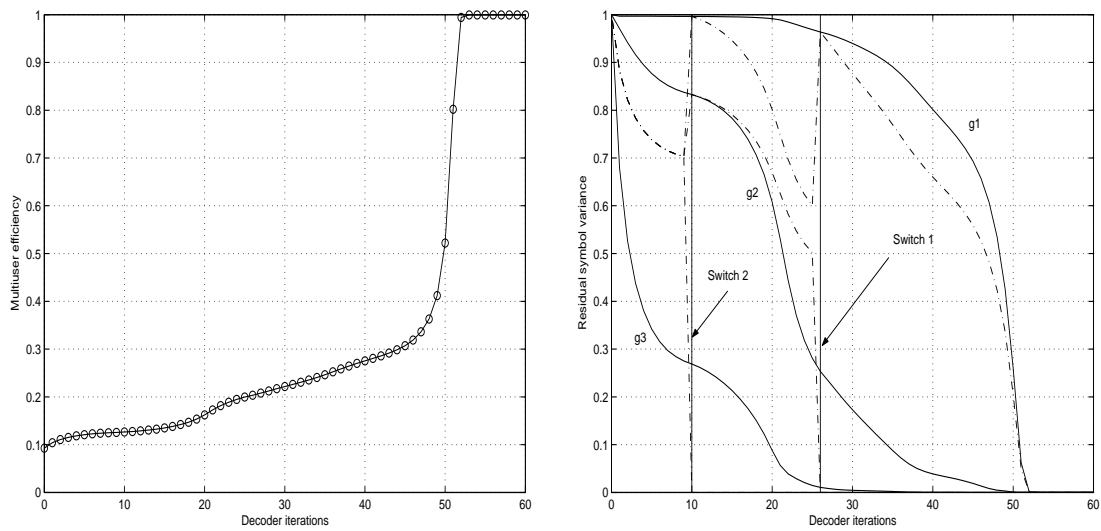 1
0.9
0.8
0.7
0.6
0.5
0.4
0.3
0.2
0.1
0
Multiuser efficiency
0 10 20 30 40 50 60
Decoder iterations
1
0.9
0.8
0.7
0.6
0.5
0.4
0.3
0.2
0.1
0
Residual symbol variance
g1
g2
Switch 1
Switch 2
g3
0 10 20 30 40 50 60
Decoder iterations